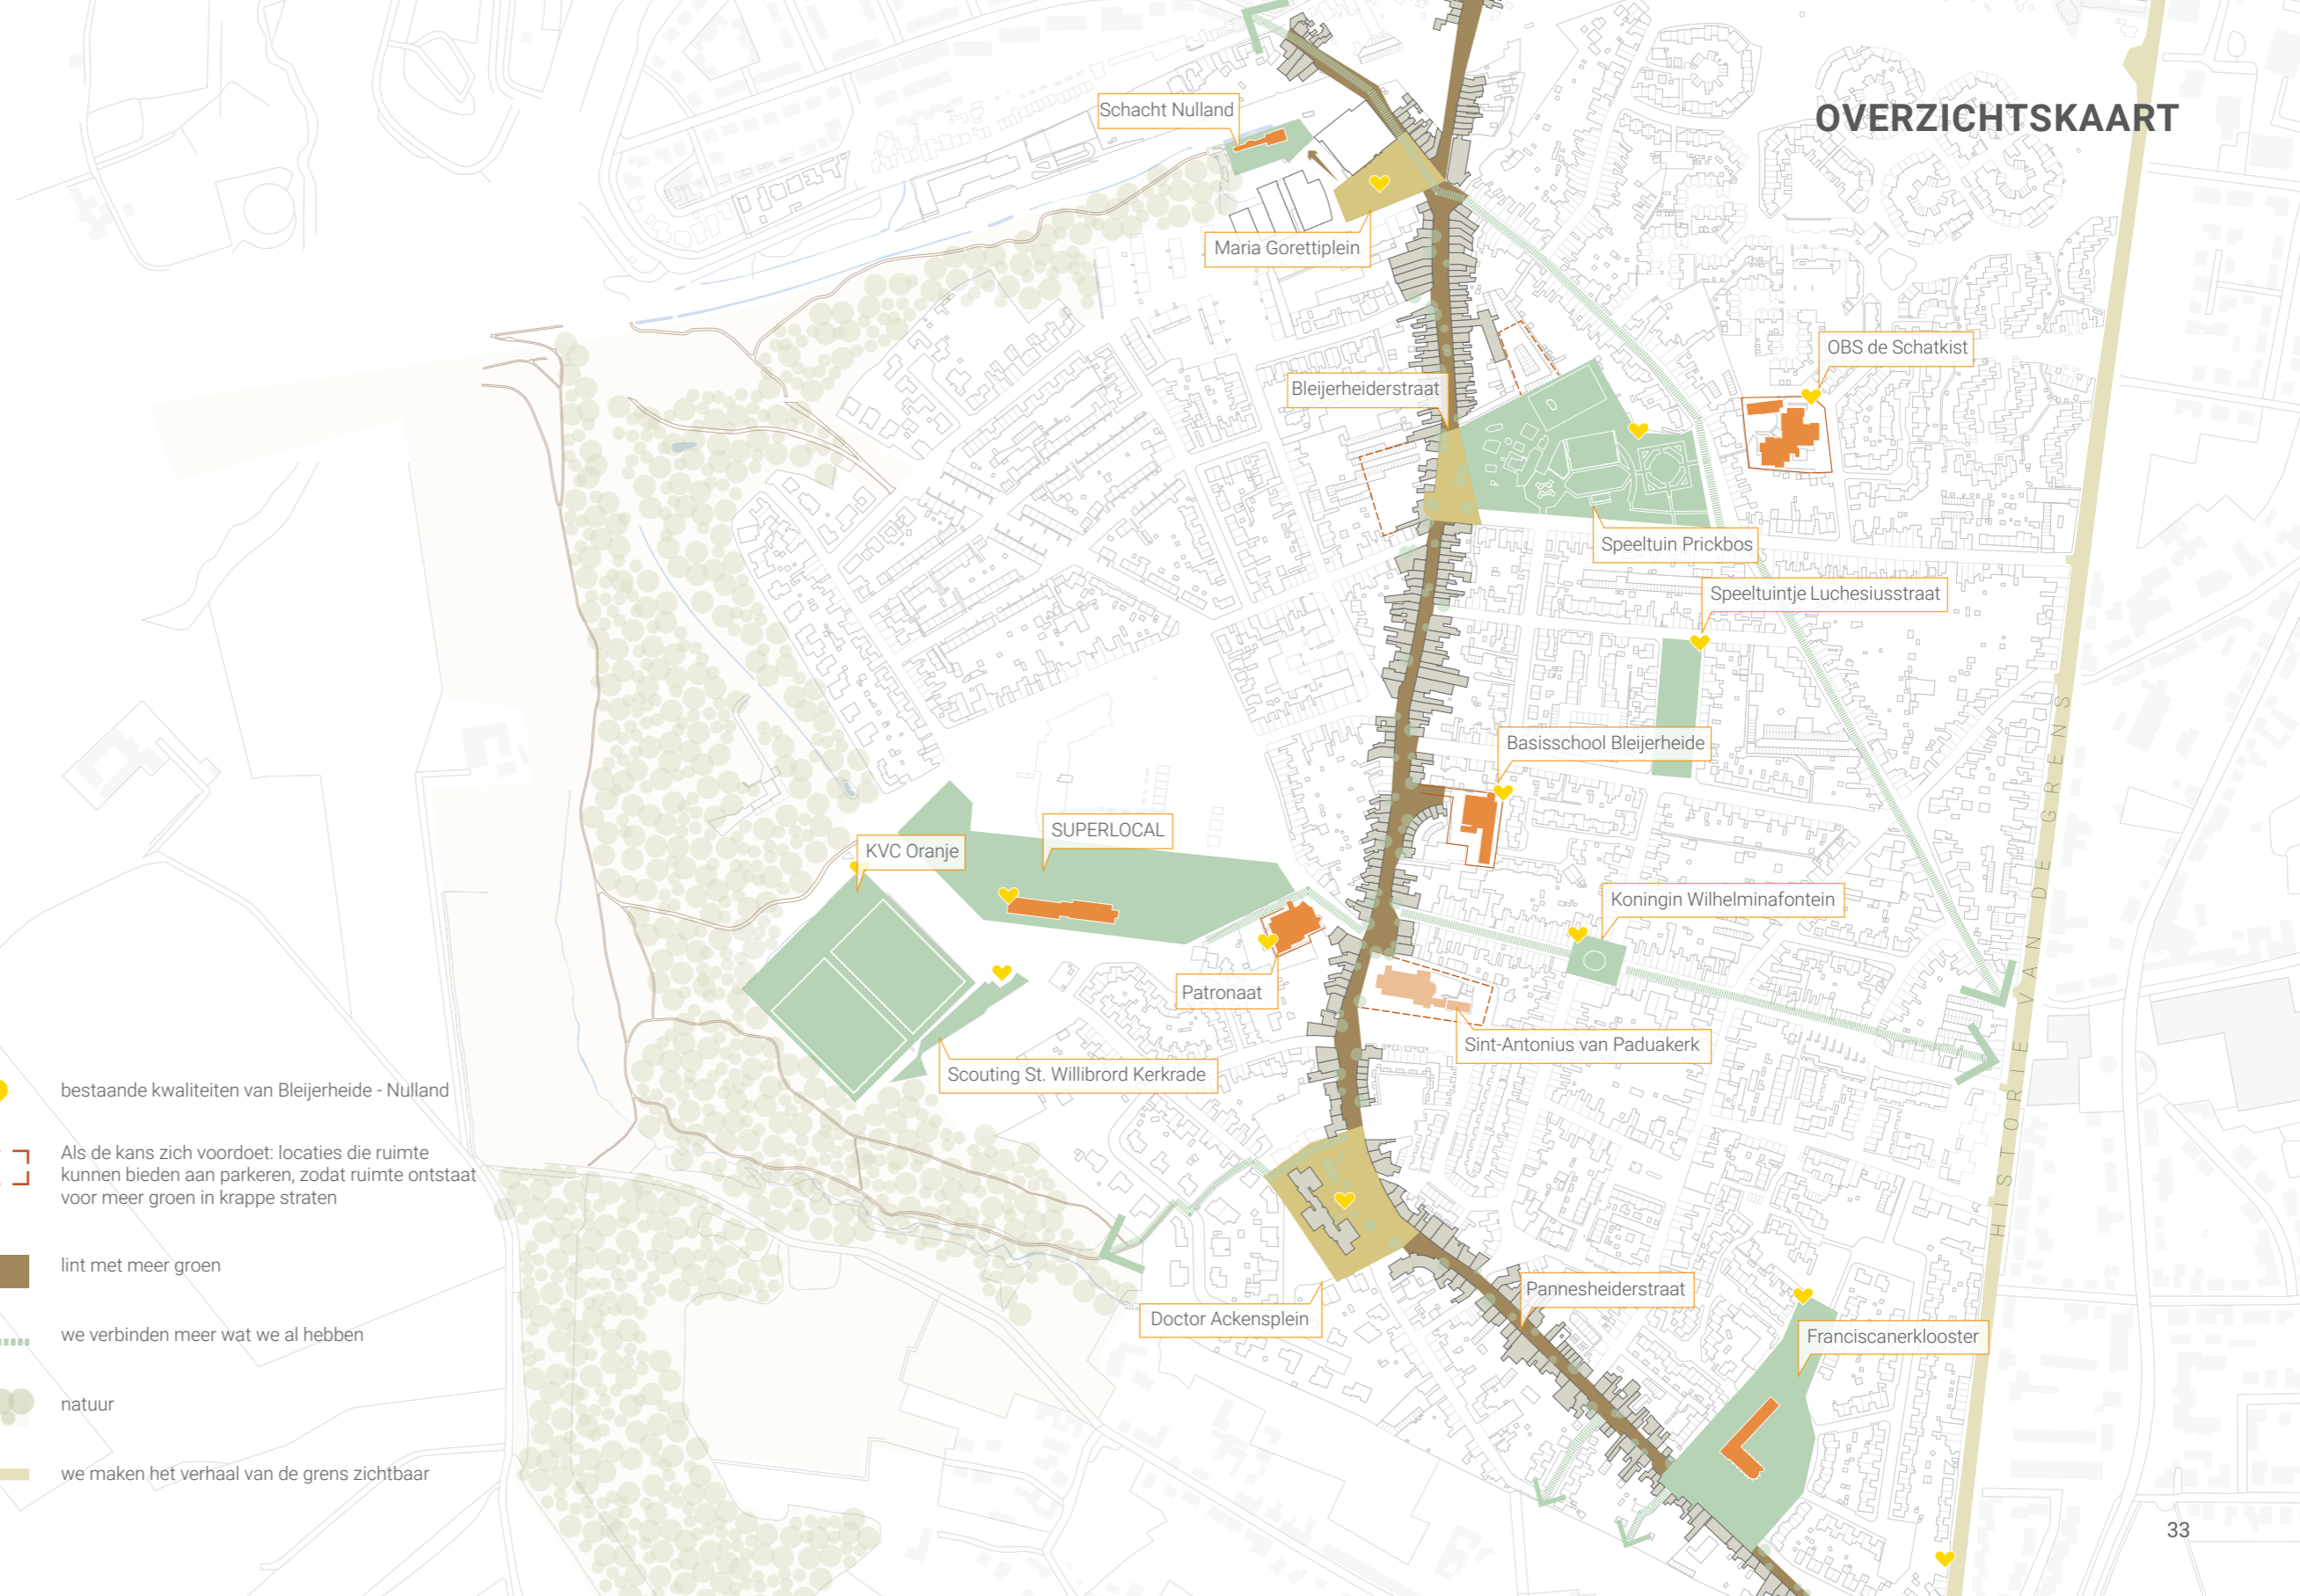 OVERZICHTSKAART
Schacht Nulland
Maria Gorettiplein
OBS de Schatkist
Bleijerheiderstraat
Speeltuin Prickbos
Speeltuintje Luchesiusstraat
Basisschool Bleijerheide
SUPERLOCAL
KVC Oranje
Koningin Wilhelminafontein
Patronaat
Sint-Antonius van Paduakerk
Scouting St. Willibrord Kerkrade
HISTORIE VAN DE GRENS
Doctor Ackensplein
Pannesheiderstraat
Franciscanerklooster
bestaande kwaliteiten van Bleijerheide - Nulland
Als de kans zich voordoet: locaties die ruimte
kunnen bieden aan parkeren, zodat ruimte ontstaat
voor meer groen in krappe straten
lint met meer groen
we verbinden meer wat we al hebben
natuur
we maken het verhaal van de grens zichtbaar
33